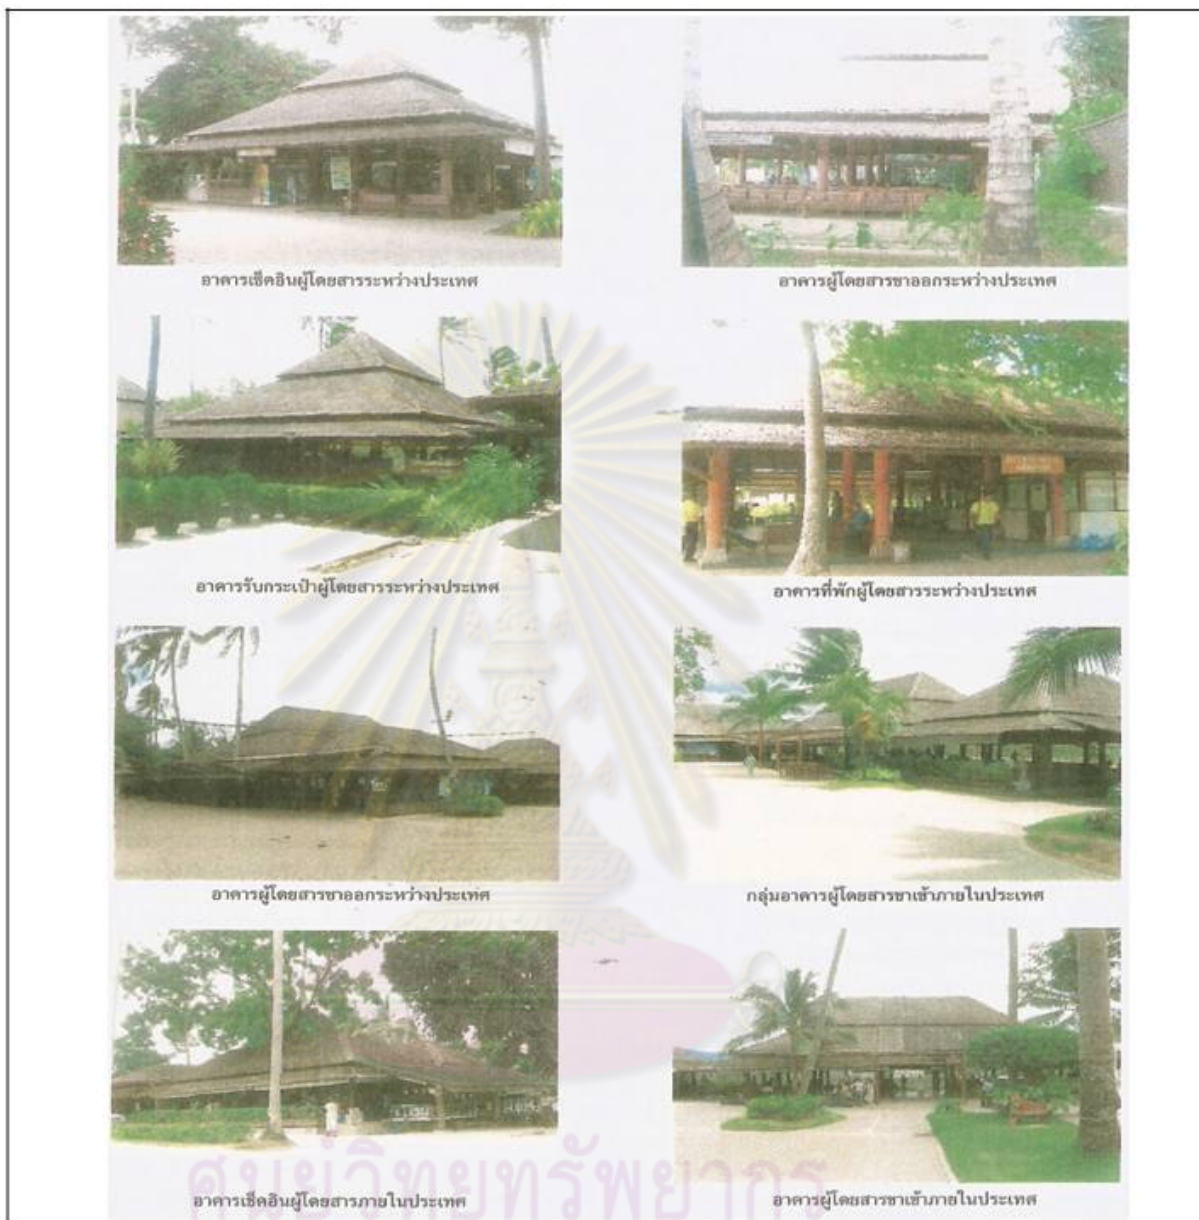 อาคารเช็คอินผู้โดยสารระหว่างประเทศ
อาคารผู้โดยสารขาออกระหว่างประเทศ
อาคารรับกระเป๋าผู้โดยสารระหว่างประเทศ
อาคารที่พักผู้โดยสารระหว่างประเทศ
อาคารผู้โดยสารขาออกระหว่างประเทศ
กลุ่มอาคารผู้โดยสารขาเข้าภายในประเทศ
อาคารเช็คอินผู้โดยสารภายในประเทศ
อาคารผู้โดยสารขาเข้าภายในประเทศ
ศูนย์วิทยทรัพยากร